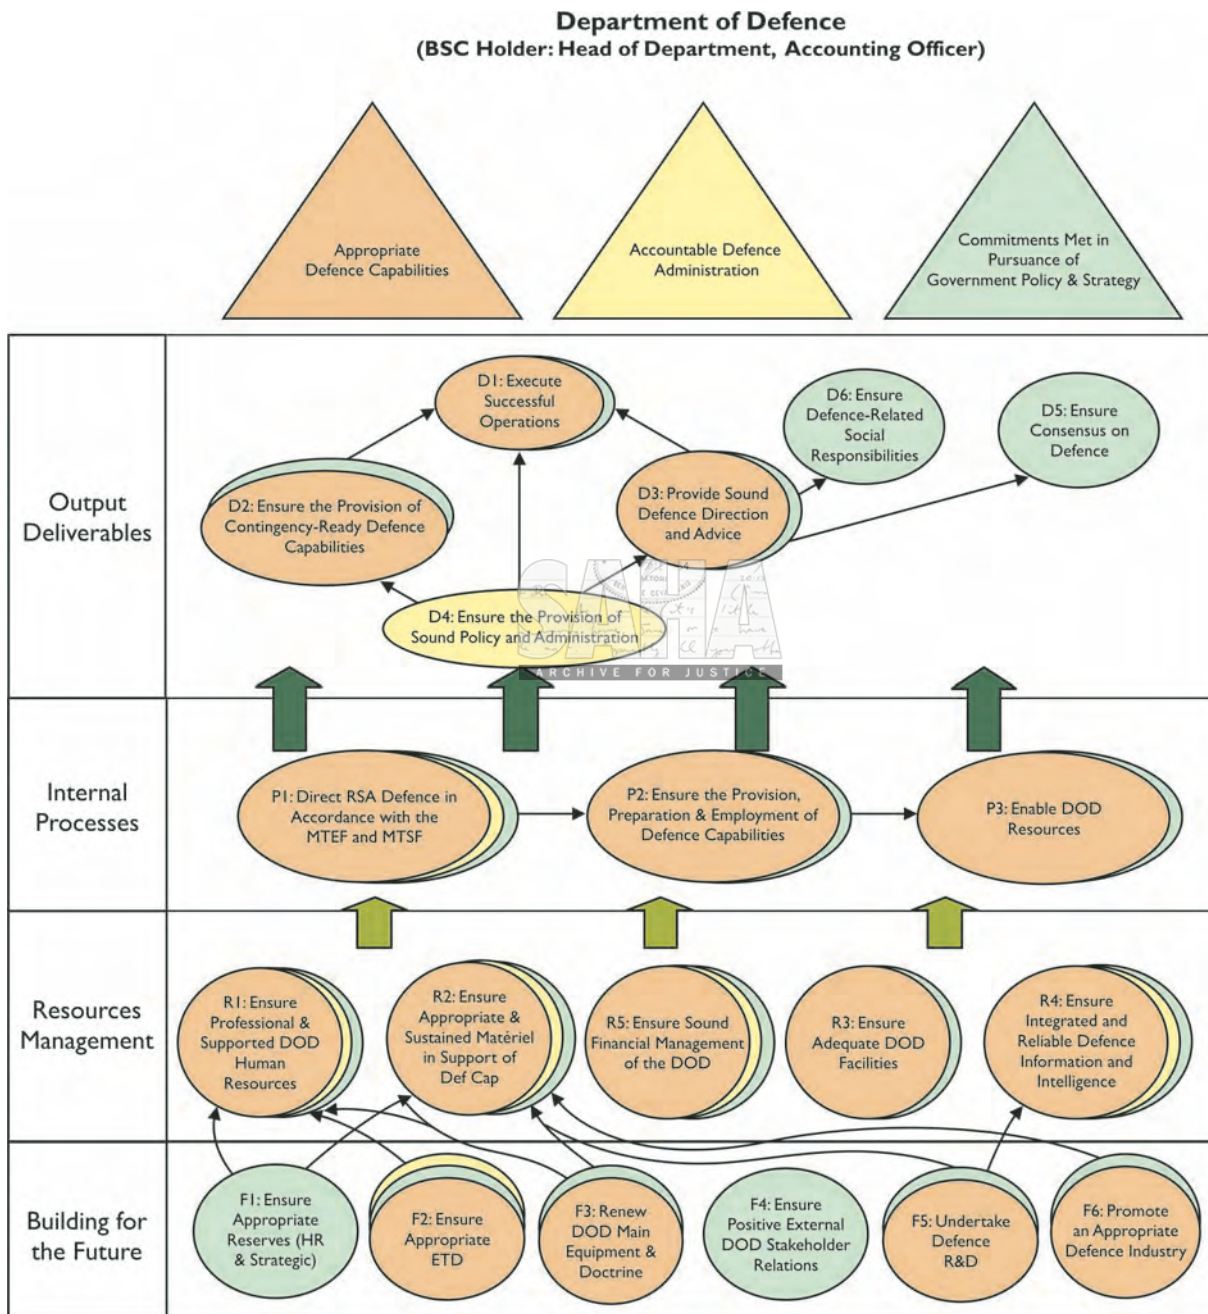 Department of Defence
(BSC Holder: Head of Department, Accounting Officer)
Appropriate
Defence Capabilities
Accountable Defence
Administration
Commitments Met in
Pursuance of
Government Policy & Strategy
Output
Deliverables
D1: Execute
Successful
Operations
D6: Ensure
Defence-Related
Social
Responsibilities
D5: Ensure
Consensus on
Defence
D2: Ensure the Provision of
Contingency-Ready Defence
Capabilities
D3: Provide Sound
Defence Direction
and Advice
D4: Ensure the Provision of
Sound Policy and Administration
SAHA
ARCHIVE FOR JUSTICE
Internal
Processes
P1: Direct RSA Defence in
Accordance with the
MTEF and MTSF
P2: Ensure the Provision,
Preparation & Employment of
Defence Capabilities
P3: Enable DOD
Resources
Resources
Management
R1: Ensure
Professional &
Supported DOD
Human
Resources
R2: Ensure
Appropriate &
Sustained Matériel
in Support of
Def Cap
R5: Ensure Sound
Financial Management
of the DOD
R3: Ensure
Adequate DOD
Facilities
R4: Ensure
Integrated and
Reliable Defence
Information and
Intelligence
Building for
the Future
F1: Ensure
Appropriate
Reserves (HR
& Strategic)
F2: Ensure
Appropriate
ETD
F3: Renew
DOD Main
Equipment &
Doctrine
F4: Ensure
Positive External
DOD Stakeholder
Relations
F5: Undertake
Defence
R&D
F6: Promote
an Appropriate
Defence Industry